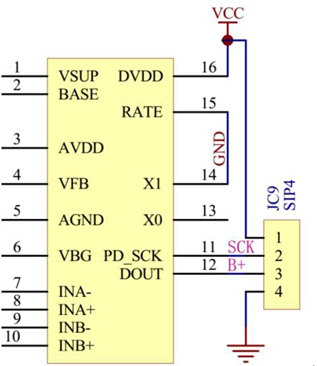 VCC
1 VSUP DVDD 16
2 BASE
RATE 15
3 AVDD
GND
4 VFB X1 14
5 AGND X0 13
JC9
SIP4
1
6 VBG PD_SCK 11 SCK 2
DOUT 12 B+ 3
7 INA- 4
8 INA+
9 INB-
10 INB+